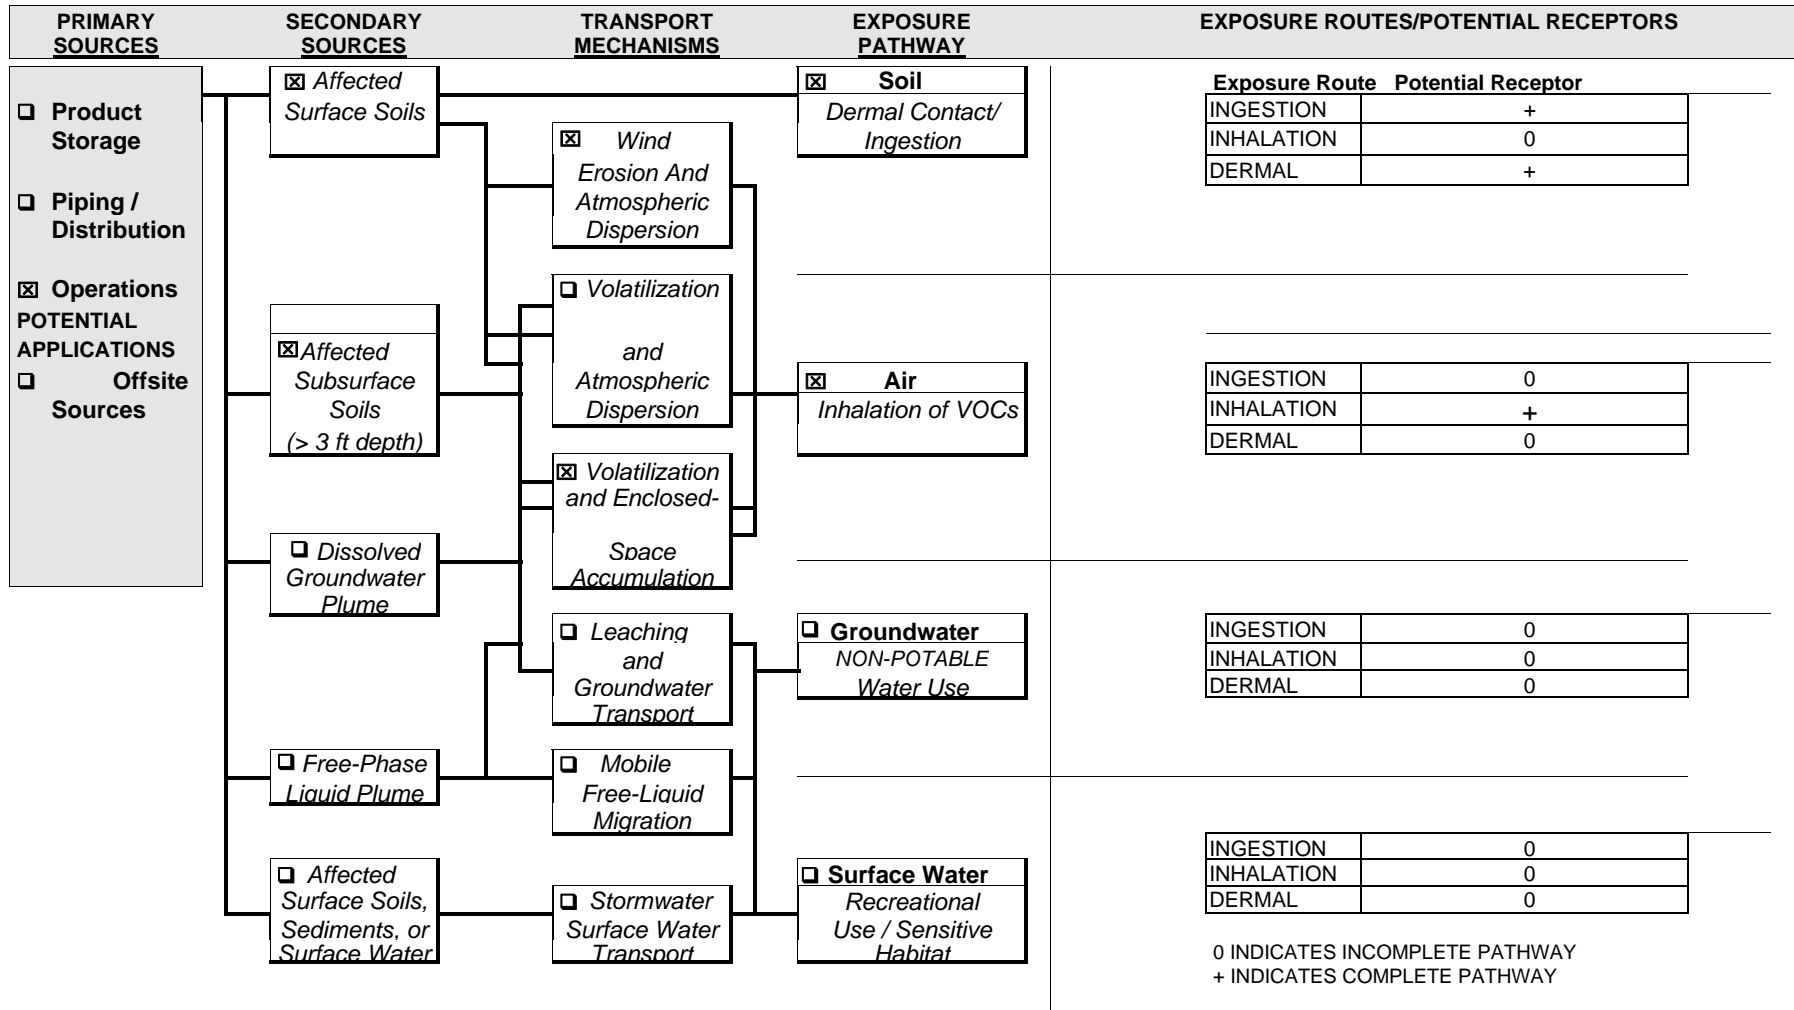 PRIMARY
SOURCES
SECONDARY
SOURCES
TRANSPORT
MECHANISMS
EXPOSURE
PATHWAY
EXPOSURE ROUTES/POTENTIAL RECEPTORS
Product
Storage
Piping /
Distribution
Operations
POTENTIAL
APPLICATIONS
Offsite
Sources
Affected
Surface Soils
Affected
Subsurface
Soils
(> 3 ft depth)
Dissolved
Groundwater
Plume
Free-Phase
Liquid Plume
Affected
Surface Soils,
Sediments, or
Surface Water
Wind
Erosion And
Atmospheric
Dispersion
Volatilization
and
Atmospheric
Dispersion
Volatilization
and Enclosed-
Space
Accumulation
Leaching
and
Groundwater
Transport
Mobile
Free-Liquid
Migration
Stormwater
Surface Water
Transport
Soil
Dermal Contact/
Ingestion
Air
Inhalation of VOCs
Groundwater
NON-POTABLE
Water Use
Surface Water
Recreational
Use / Sensitive
Habitat
Exposure Route Potential Receptor
INGESTION +
INHALATION 0
DERMAL +
INGESTION 0
INHALATION +
DERMAL 0
INGESTION 0
INHALATION 0
DERMAL 0
INGESTION 0
INHALATION 0
DERMAL 0
0 INDICATES INCOMPLETE PATHWAY
+ INDICATES COMPLETE PATHWAY